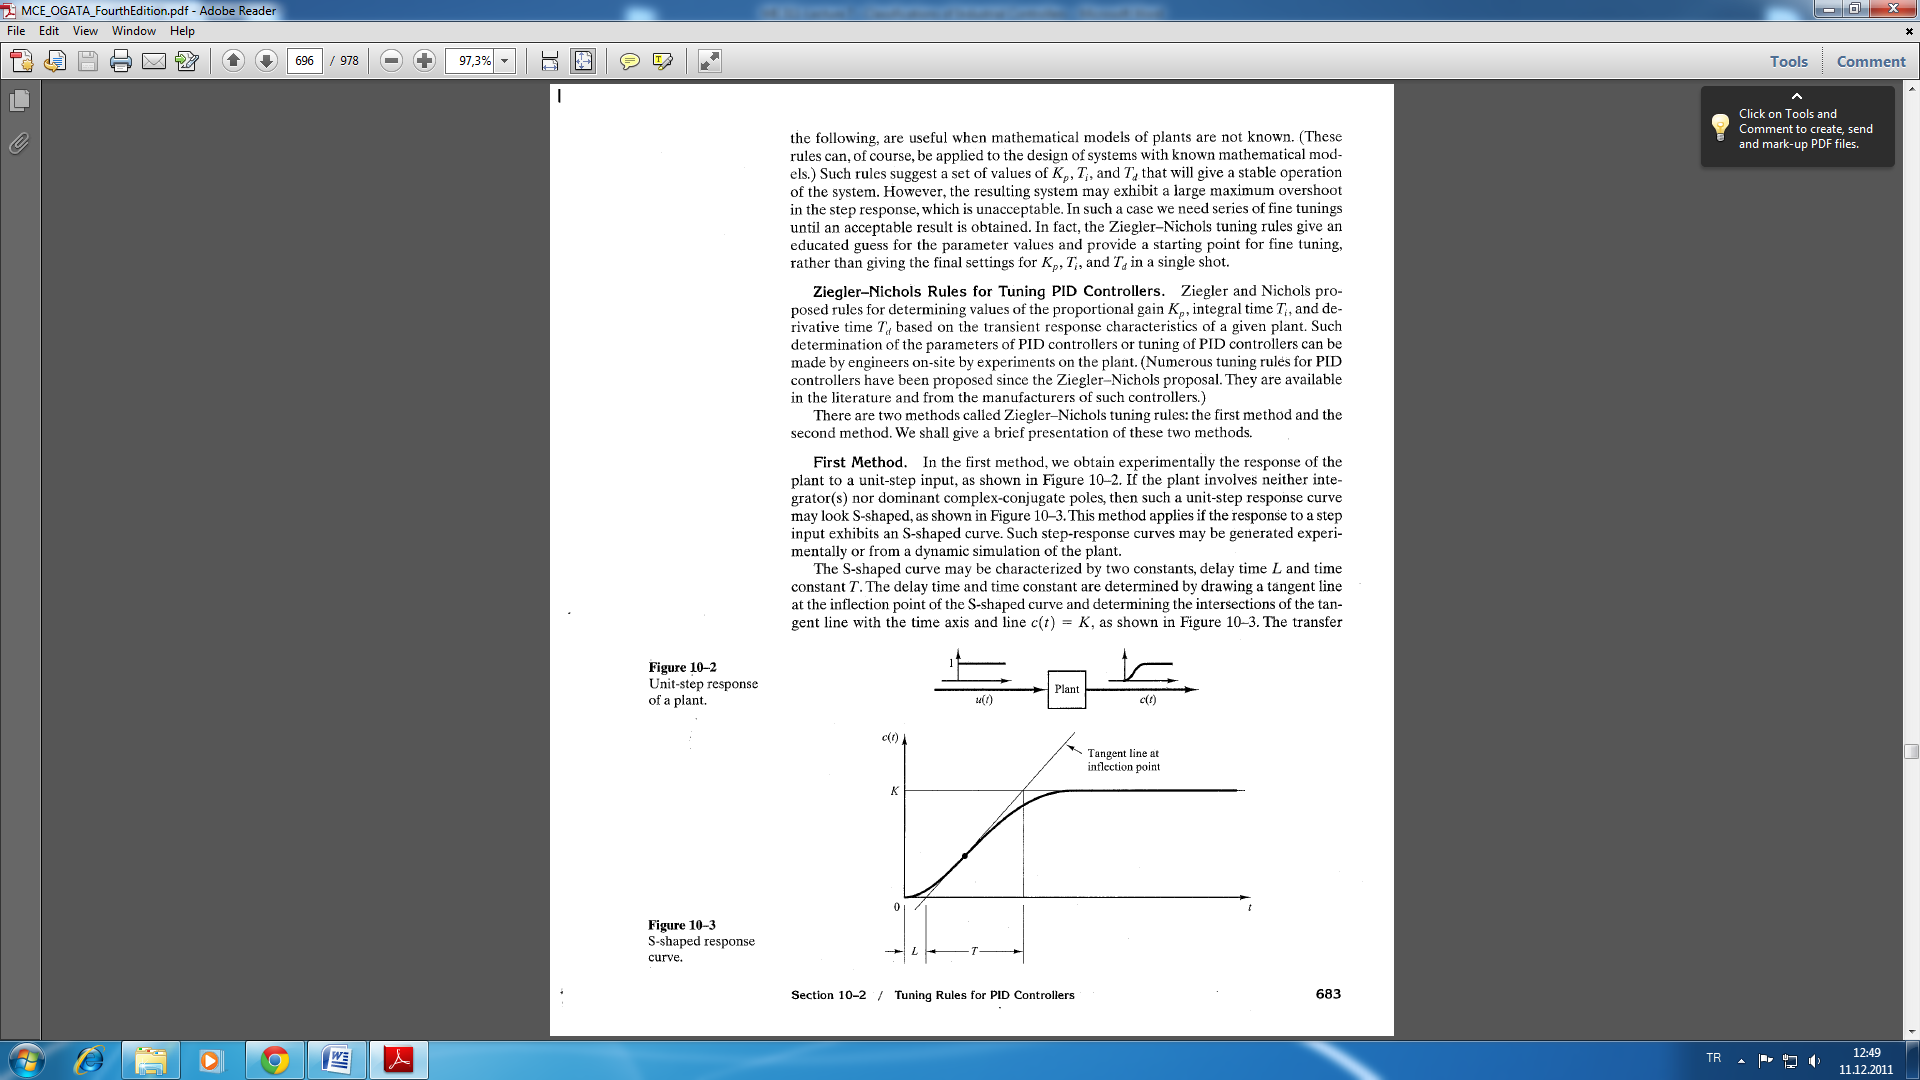 MCE_OGATA_FourthEdition.pdf - Adobe Reader
File Edit View Window Help
696 / 978 97,3% Tools Comment
Click on Tools and
Comment to create, send
and mark-up PDF files.
the following, are useful when mathematical models of plants are not known. (These
rules can, of course, be applied to the design of systems with known mathematical mod-
els.) Such rules suggest a set of values of Kp, Ti, and Td that will give a stable operation
of the system. However, the resulting system may exhibit a large maximum overshoot
in the step response, which is unacceptable. In such a case we need series of fine tunings
until an acceptable result is obtained. In fact, the Ziegler–Nichols tuning rules give an
educated guess for the parameter values and provide a starting point for fine tuning,
rather than giving the final settings for Kp, Ti, and Td in a single shot.
Ziegler–Nichols Rules for Tuning PID Controllers. Ziegler and Nichols pro-
posed rules for determining values of the proportional gain Kp, integral time Ti, and de-
rivative time Td based on the transient response characteristics of a given plant. Such
determination of the parameters of PID controllers or tuning of PID controllers can be
made by engineers on-site by experiments on the plant. (Numerous tuning rules for PID
controllers have been proposed since the Ziegler–Nichols proposal. They are available
in the literature and from the manufacturers of such controllers.)
There are two methods called Ziegler–Nichols tuning rules: the first method and the
second method. We shall give a brief presentation of these two methods.
First Method. In the first method, we obtain experimentally the response of the
plant to a unit-step input, as shown in Figure 10–2. If the plant involves neither inte-
grator(s) nor dominant complex-conjugate poles, then such a unit-step response curve
may look S-shaped, as shown in Figure 10–3. This method applies if the response to a step
input exhibits an S-shaped curve. Such step-response curves may be generated experi-
mentally or from a dynamic simulation of the plant.
The S-shaped curve may be characterized by two constants, delay time L and time
constant T. The delay time and time constant are determined by drawing a tangent line
at the inflection point of the S-shaped curve and determining the intersections of the tan-
gent line with the time axis and line c(t) = K, as shown in Figure 10–3. The transfer
Figure 10–2
Unit-step response
of a plant.
1
Plant
u(t)
c(t)
c(t)
Tangent line at
inflection point
K
0
t
L
T
Figure 10–3
S-shaped response
curve.
Section 10–2 / Tuning Rules for PID Controllers 683
TR
12:49
11.12.2011